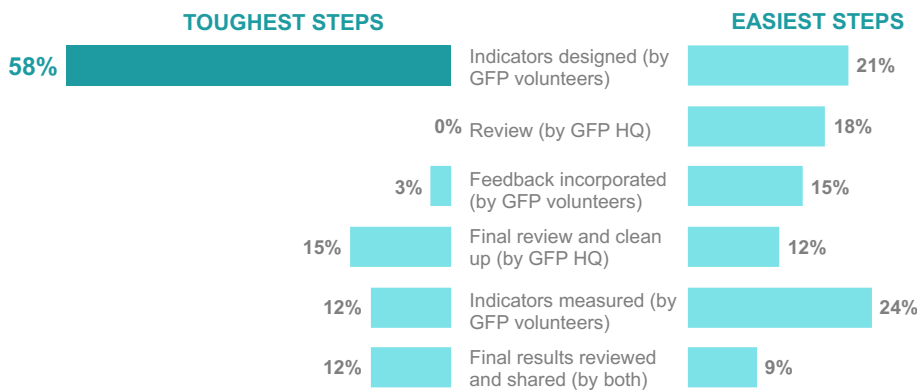 TOUGHEST STEPS
EASIEST STEPS
58%
Indicators designed (by
GFP volunteers)
21%
0%
Review (by GFP HQ)
18%
3%
Feedback incorporated
(by GFP volunteers)
15%
15%
Final review and clean
up (by GFP HQ)
12%
12%
Indicators measured (by
GFP volunteers)
24%
12%
Final results reviewed
and shared (by both)
9%